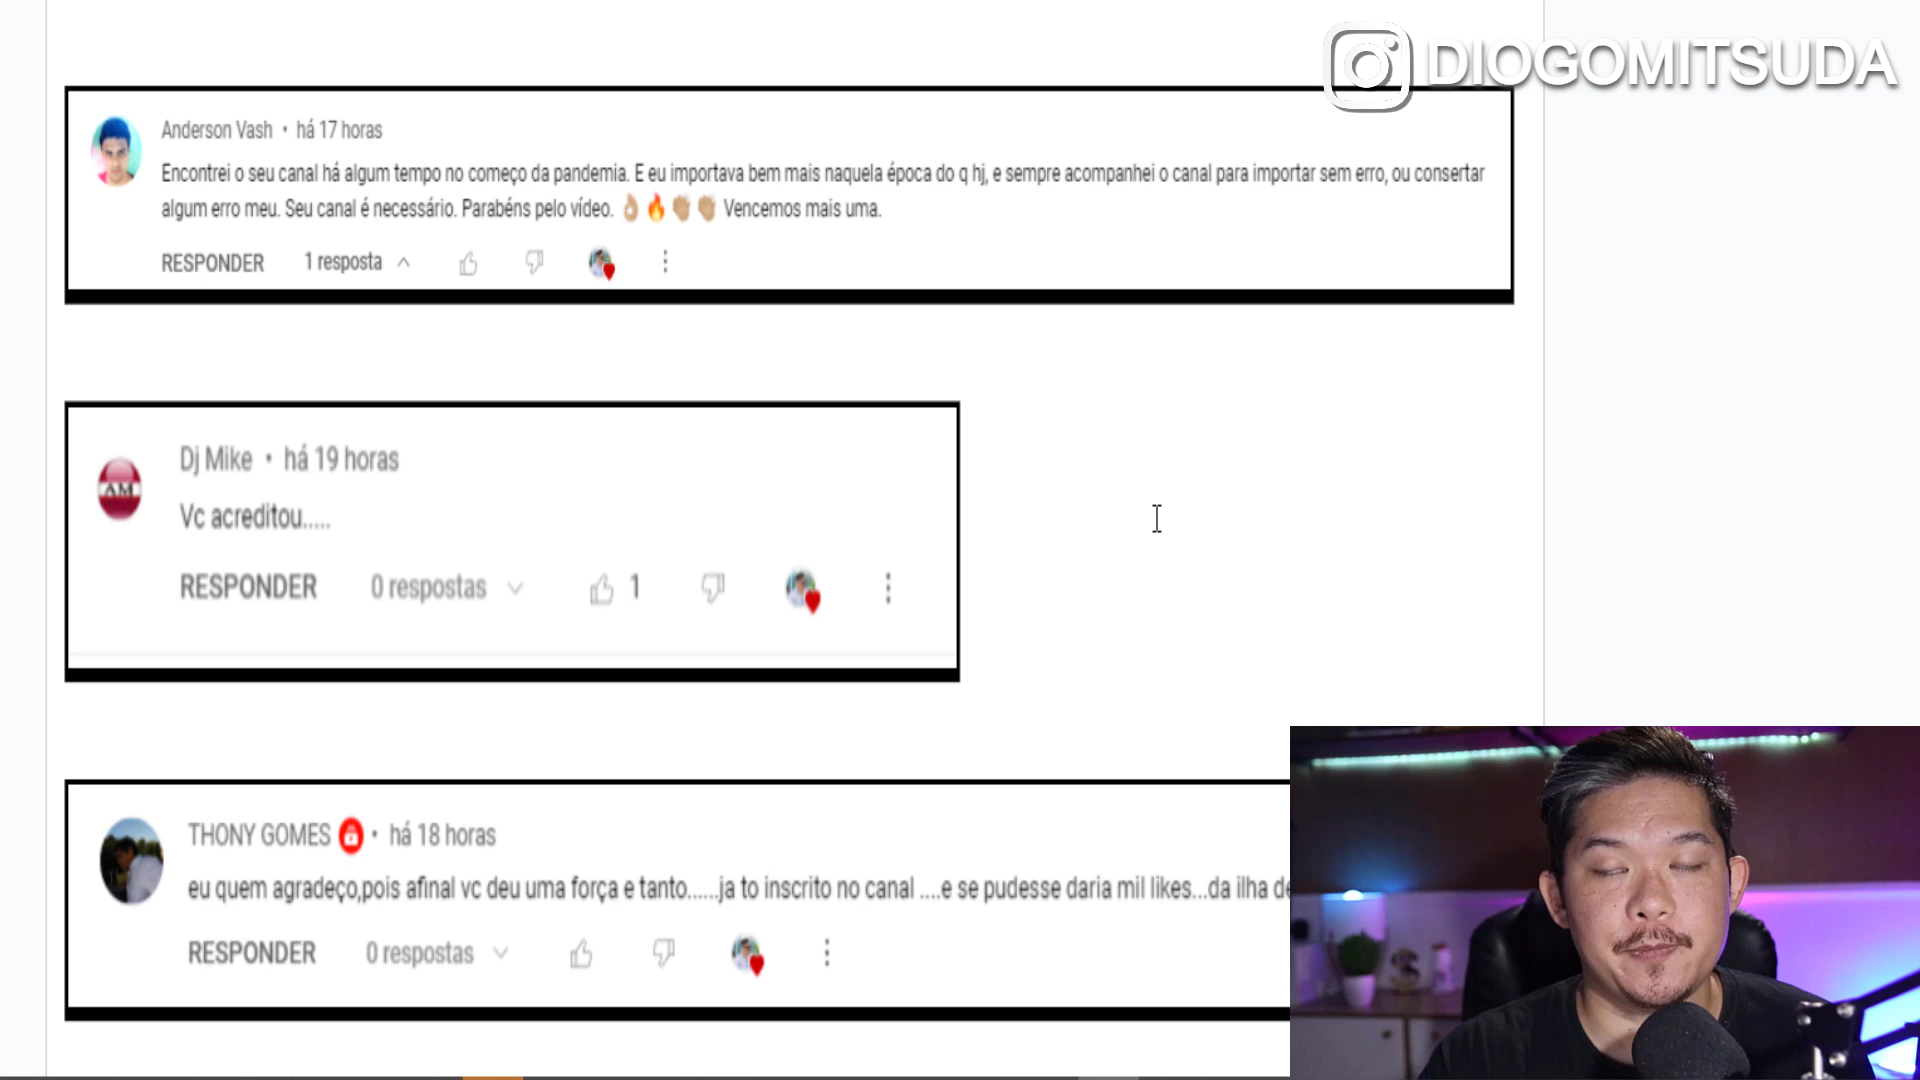 DIOGOMITSUDA
Anderson Vash • há 17 horas
Encontrei o seu canal há algum tempo no começo da pandemia. E eu importava bem mais naquela época do q hj, e sempre acompanhei o canal para importar sem erro, ou consertar
algum erro meu. Seu canal é necessário. Parabéns pelo vídeo. 👌🏼🔥👏🏼👏🏼 Vencemos mais uma.
RESPONDER 1 resposta
Dj Mike • há 19 horas
AM
Vc acreditou.....
RESPONDER 0 respostas 1
THONY GOMES • há 18 horas
eu quem agradeço,pois afinal vc deu uma força e tanto......ja to inscrito no canal ....e se pudesse daria mil likes...da ilha
RESPONDER 0 respostas